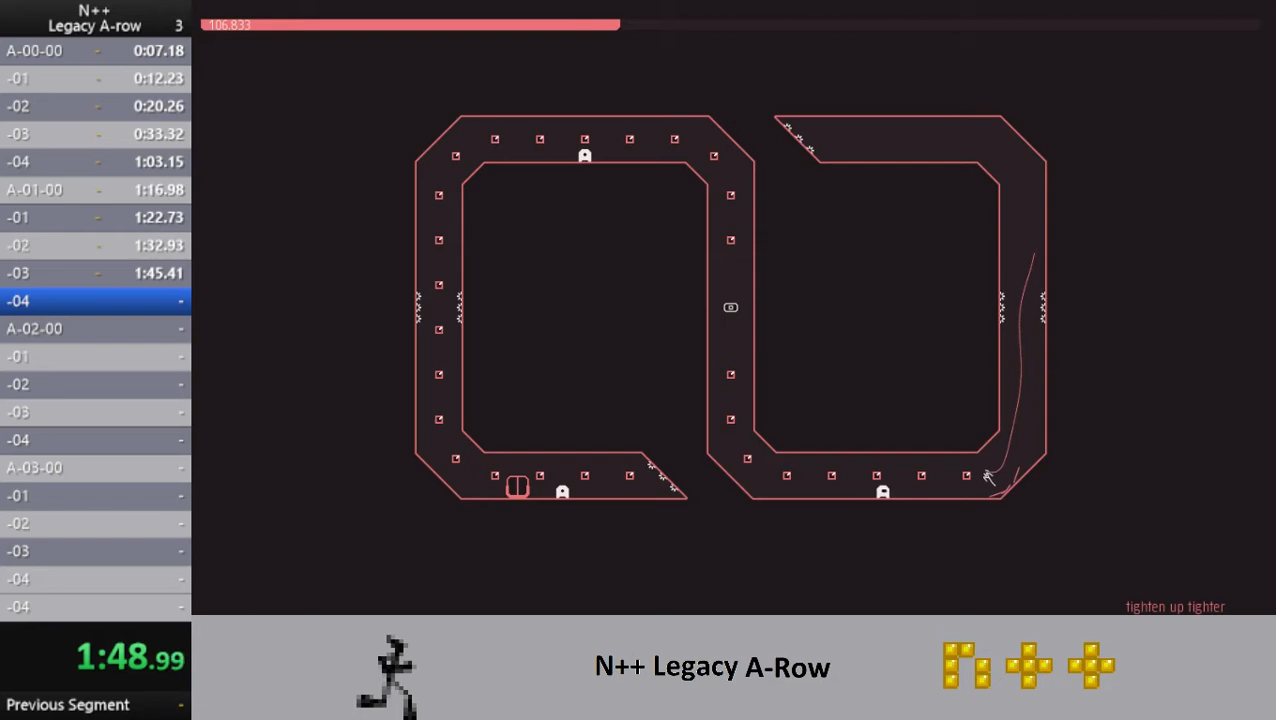 N++
Legacy A-row 3
A-00-00 - 0:07.18
-01 - 0:12.23
-02 - 0:20.26
-03 - 0:33.32
-04 - 1:03.15
A-01-00 - 1:16.98
-01 - 1:22.73
-02 - 1:32.93
-03 - 1:45.41
-04 -
A-02-00 -
-01 -
-02 -
-03 -
-04 -
A-03-00 -
-01 -
-02 -
-03 -
-04 -
-04 -
1:48.99
Previous Segment -
106.833
tighten up tighter
N++ Legacy A-Row
n++